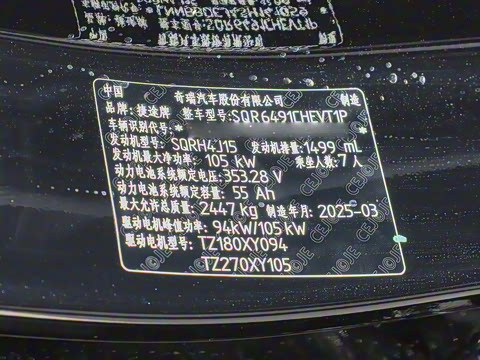 中国 奇瑞汽车股份有限公司 制造
品牌: 捷途牌 整车型号:SQR6491CHEVT1P
车辆识别代号: * *
发动机型号: SQRH4J15 发动机排量:1499 mL
发动机最大净功率: 105 kW 乘坐人数:7 人
动力电池系统额定电压:353.28 V
动力电池系统额定容量: 55 Ah
最大允许总质量: 2447 kg 制造年月: 2025-03
驱动电机峰值功率: 94kW/105 kW
驱动电机型号: TZ180XY094
TZ270XY105